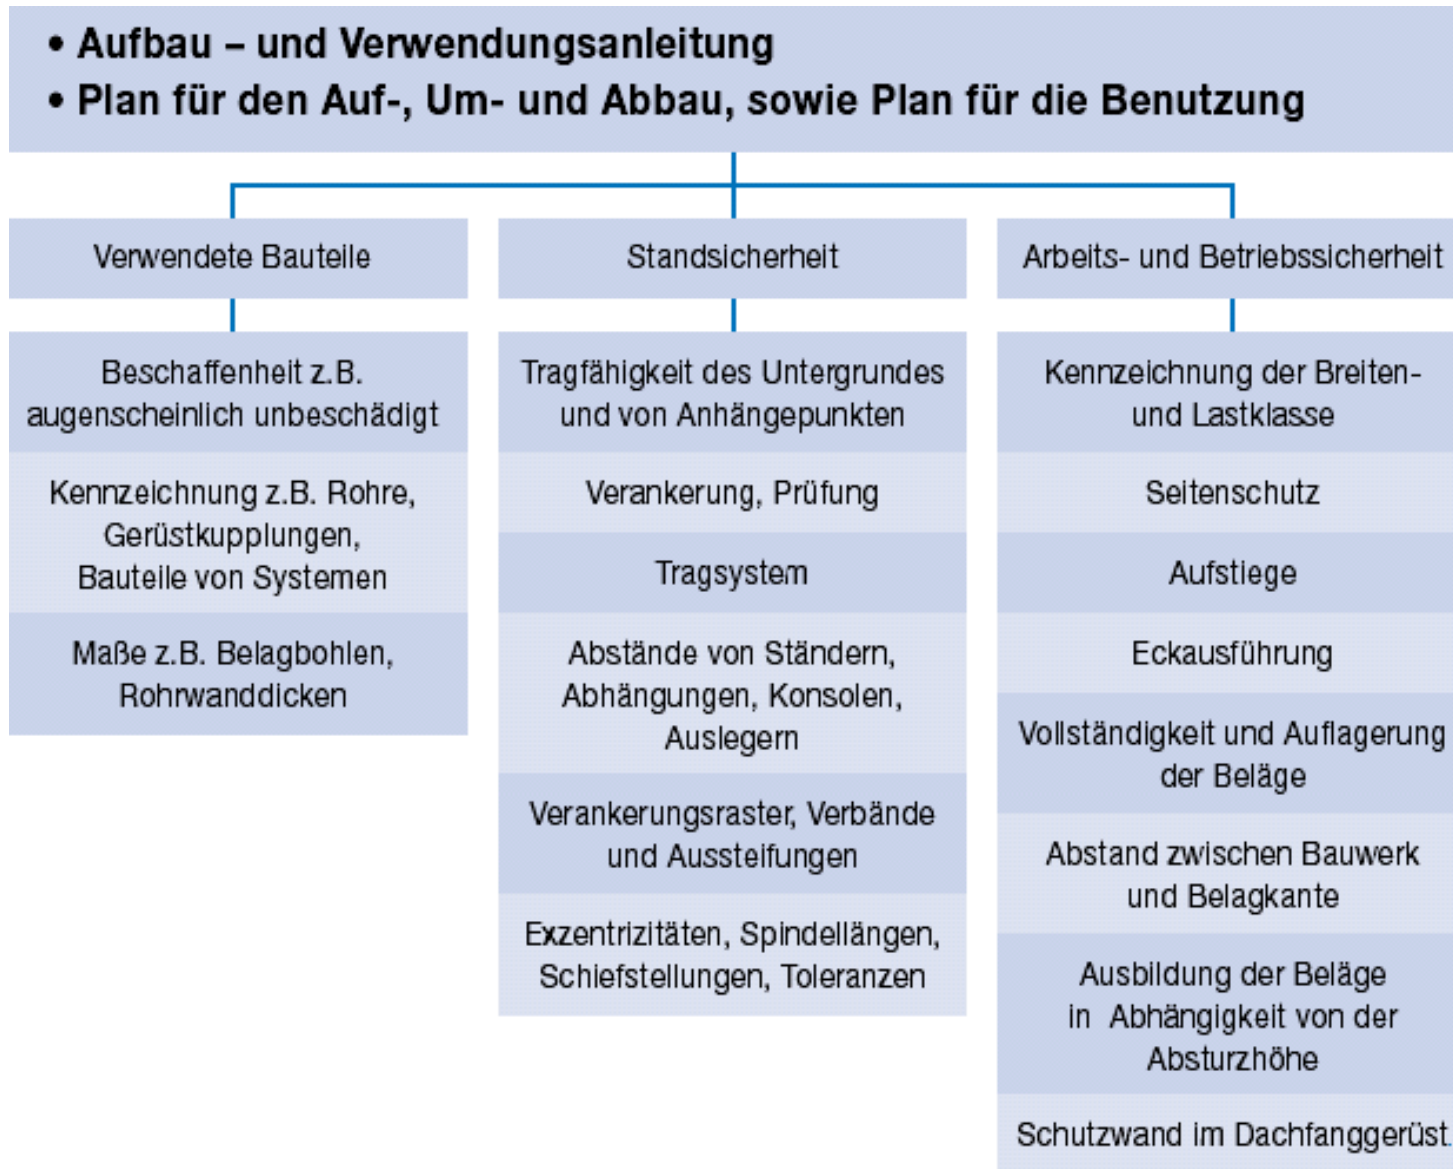 • Aufbau – und Verwendungsanleitung
• Plan für den Auf-, Um- und Abbau, sowie Plan für die Benutzung
Verwendete Bauteile
Beschaffenheit z.B.
augenscheinlich unbeschädigt
Kennzeichnung z.B. Rohre,
Gerüstkupplungen,
Bauteile von Systemen
Maße z.B. Belagbohlen,
Rohrwanddicken
Standsicherheit
Tragfähigkeit des Untergrundes
und von Anhängepunkten
Verankerung, Prüfung
Tragsystem
Abstände von Ständern,
Abhängungen, Konsolen,
Auslegern
Verankerungsraster, Verbände
und Aussteifungen
Exzentrizitäten, Spindellängen,
Schiefstellungen, Toleranzen
Arbeits- und Betriebssicherheit
Kennzeichnung der Breiten-
und Lastklasse
Seitenschutz
Aufstiege
Eckausführung
Vollständigkeit und Auflagerung
der Beläge
Abstand zwischen Bauwerk
und Belagkante
Ausbildung der Beläge
in Abhängigkeit von der
Absturzhöhe
Schutzwand im Dachfanggerüst.